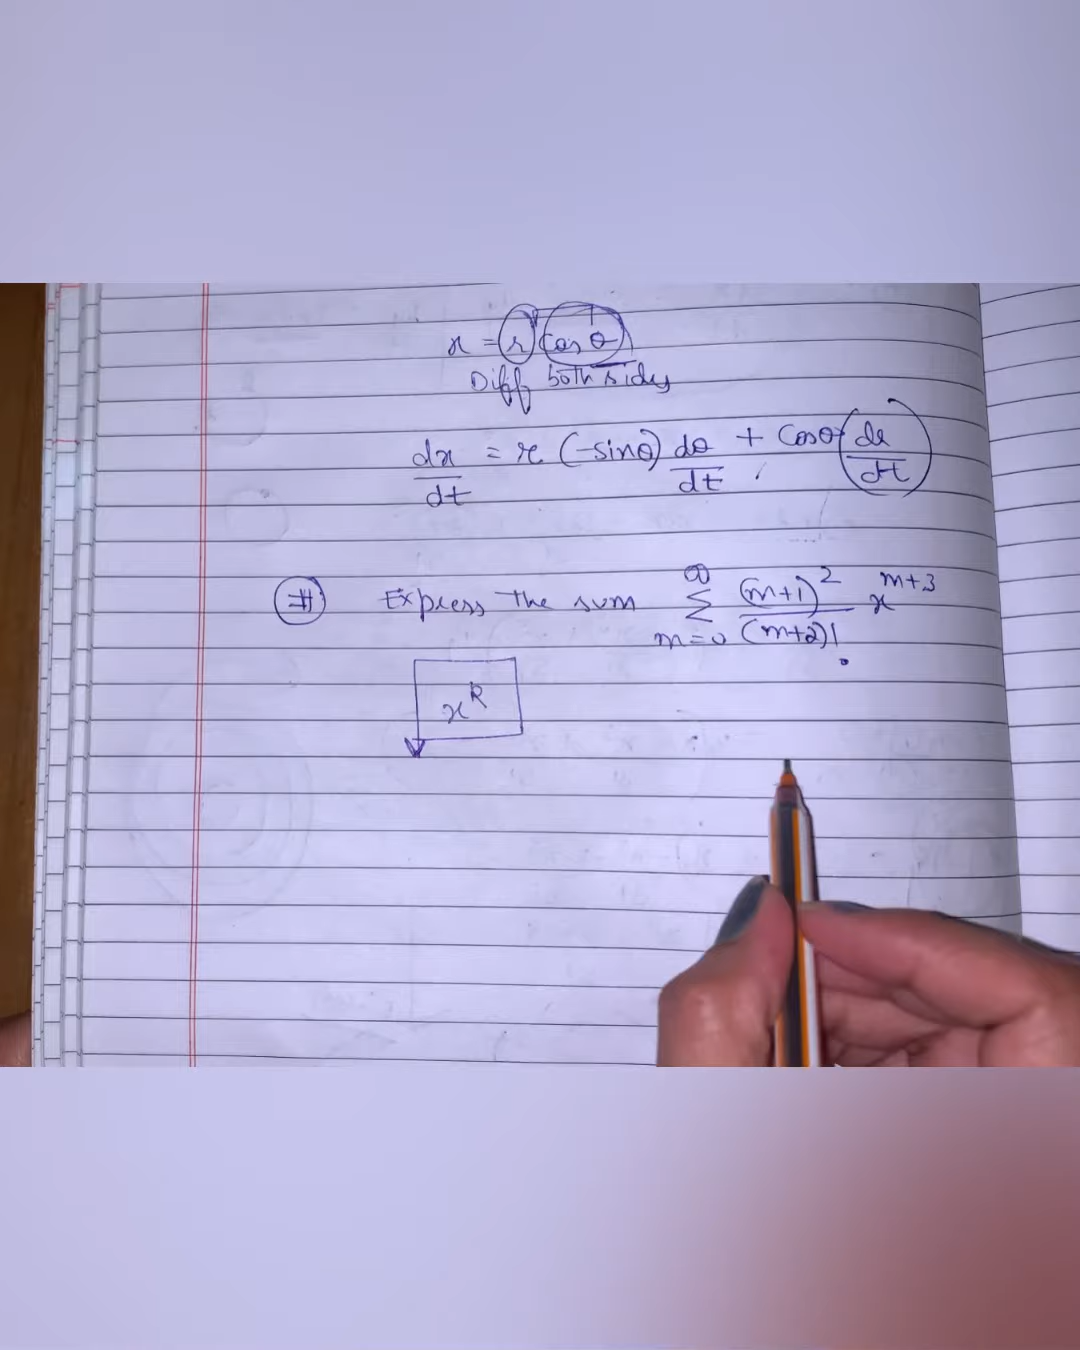 x = r cos θ
Diff both sides
dx/dt = r (-sinθ) dθ/dt + cosθ dr/dt
# Express the sum ∑_{m=0}^{∞} (m+1)²/(m+2)! x^{m+3}
x^k